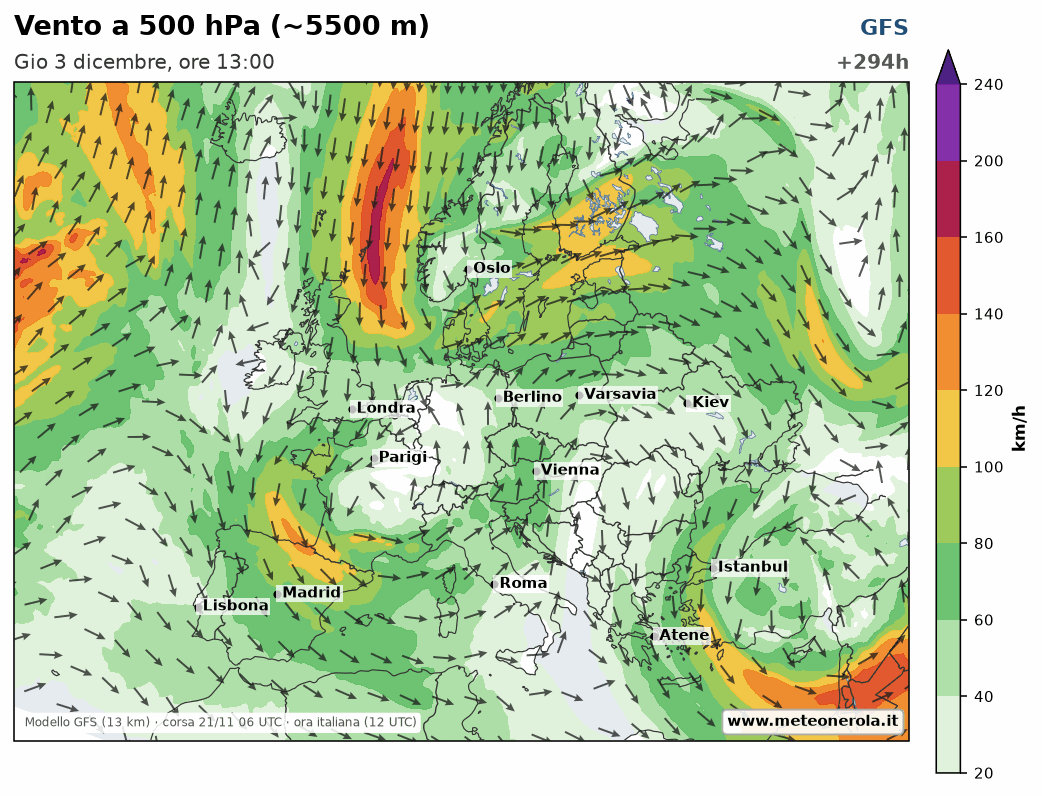 Vento a 500 hPa (~5500 m)
GFS
Gio 3 dicembre, ore 13:00
+294h
240
200
160
140
120
100
80
60
40
20
km/h
Oslo
Berlino
Varsavia
Kiev
Londra
Parigi
Vienna
Istanbul
Roma
Madrid
Lisbona
Atene
Modello GFS (13 km) · corsa 21/11 06 UTC · ora italiana (12 UTC)
www.meteonerola.it